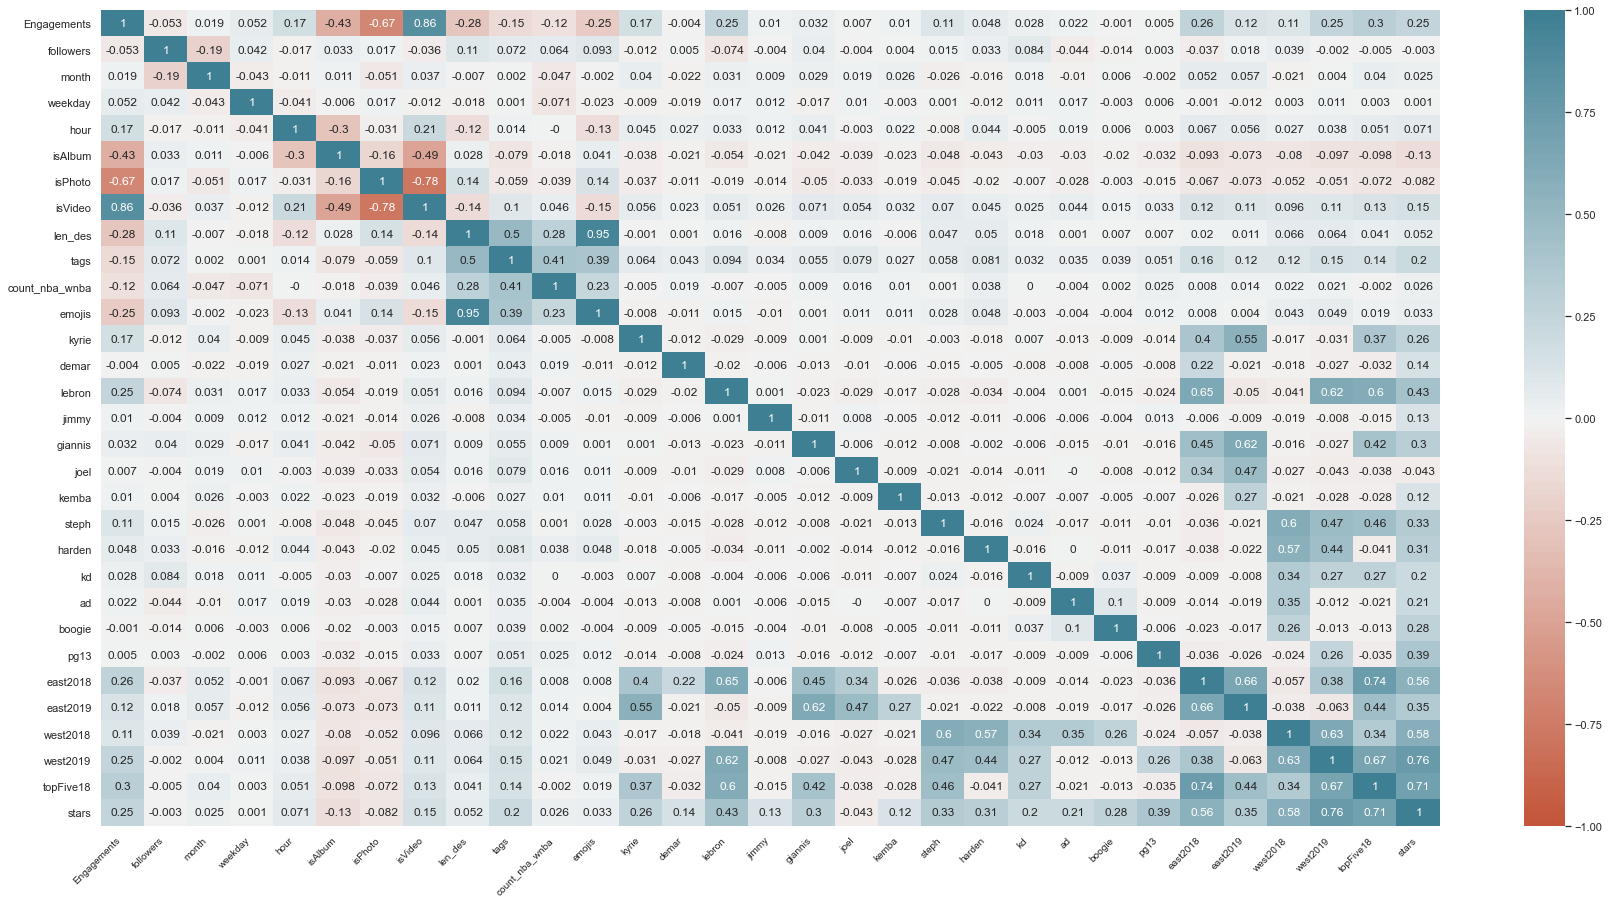 Engagements 1 -0.053 0.019 0.052 0.17 -0.43 -0.67 0.86 -0.28 -0.15 -0.12 -0.25 0.17 -0.004 0.25 0.01 0.032 0.007 0.01 0.11 0.048 0.028 0.022 -0.001 0.005 0.26 0.12 0.11 0.25 0.3 0.25
followers -0.053 1 -0.19 0.042 -0.017 0.033 0.017 -0.036 0.11 0.072 0.064 0.093 -0.012 0.005 -0.074 -0.004 0.04 -0.004 0.004 0.015 0.033 0.084 -0.044 -0.014 0.003 -0.037 0.018 0.039 -0.002 -0.005 -0.003
month 0.019 -0.19 1 -0.043 -0.011 0.011 -0.051 0.037 -0.007 0.002 -0.047 -0.002 0.04 -0.022 0.031 0.009 0.029 0.019 0.026 -0.026 -0.016 0.018 -0.01 0.006 -0.002 0.052 0.057 -0.021 0.004 0.04 0.025
weekday 0.052 0.042 -0.043 1 -0.041 -0.006 0.017 -0.012 -0.018 0.001 -0.071 -0.023 -0.009 -0.019 0.017 0.012 -0.017 0.01 -0.003 0.001 -0.012 0.011 0.017 -0.003 0.006 -0.001 -0.012 0.003 0.011 0.003 0.001
hour 0.17 -0.017 -0.011 -0.041 1 -0.3 -0.031 0.21 -0.12 0.014 -0 -0.13 0.045 0.027 0.033 0.012 0.041 -0.003 0.022 -0.008 0.044 -0.005 0.019 0.006 0.003 0.067 0.056 0.027 0.038 0.051 0.071
isAlbum -0.43 0.033 0.011 -0.006 -0.3 1 -0.16 -0.49 0.028 -0.079 -0.018 0.041 -0.038 -0.021 -0.054 -0.021 -0.042 -0.039 -0.023 -0.048 -0.043 -0.03 -0.03 -0.02 -0.032 -0.093 -0.073 -0.08 -0.097 -0.098 -0.13
isPhoto -0.67 0.017 -0.051 0.017 -0.031 -0.16 1 -0.78 0.14 -0.059 -0.039 0.14 -0.037 -0.011 -0.019 -0.014 -0.05 -0.033 -0.019 -0.045 -0.02 -0.007 -0.028 -0.003 -0.015 -0.067 -0.073 -0.052 -0.051 -0.072 -0.082
isVideo 0.86 -0.036 0.037 -0.012 0.21 -0.49 -0.78 1 -0.14 0.1 0.046 -0.15 0.056 0.023 0.051 0.026 0.071 0.054 0.032 0.07 0.045 0.025 0.044 0.015 0.033 0.12 0.11 0.096 0.11 0.13 0.15
len_des -0.28 0.11 -0.007 -0.018 -0.12 0.028 0.14 -0.14 1 0.5 0.28 0.95 -0.001 0.001 0.016 -0.008 0.009 0.016 -0.006 0.047 0.05 0.018 0.001 0.007 0.007 0.02 0.011 0.066 0.064 0.041 0.052
tags -0.15 0.072 0.002 0.001 0.014 -0.079 -0.059 0.1 0.5 1 0.41 0.39 0.064 0.043 0.094 0.034 0.055 0.079 0.027 0.058 0.081 0.032 0.035 0.039 0.051 0.16 0.12 0.12 0.15 0.14 0.2
count_nba_wnba -0.12 0.064 -0.047 -0.071 -0 -0.018 -0.039 0.046 0.28 0.41 1 0.23 -0.005 0.019 -0.007 -0.005 0.009 0.016 0.01 0.001 0.038 0 -0.004 0.002 0.025 0.008 0.014 0.022 0.021 -0.002 0.026
emojis -0.25 0.093 -0.002 -0.023 -0.13 0.041 0.14 -0.15 0.95 0.39 0.23 1 -0.008 -0.011 0.015 -0.01 0.001 0.011 0.011 0.028 0.048 -0.003 -0.004 -0.004 0.012 0.008 0.004 0.043 0.049 0.019 0.033
kyrie 0.17 -0.012 0.04 -0.009 0.045 -0.038 -0.037 0.056 -0.001 0.064 -0.005 -0.008 1 -0.012 -0.029 -0.009 0.001 -0.009 -0.01 -0.003 -0.018 0.007 -0.013 -0.009 -0.014 0.4 0.55 -0.017 -0.031 0.37 0.26
demar -0.004 0.005 -0.022 -0.019 0.027 -0.021 -0.011 0.023 0.001 0.043 0.019 -0.011 -0.012 1 -0.02 -0.006 -0.013 -0.01 -0.006 -0.015 -0.005 -0.008 -0.008 -0.005 -0.008 0.22 -0.021 -0.018 -0.027 -0.032 0.14
lebron 0.25 -0.074 0.031 0.017 0.033 -0.054 -0.019 0.051 0.016 0.094 -0.007 0.015 -0.029 -0.02 1 0.001 -0.023 -0.029 -0.017 -0.028 -0.034 -0.004 0.001 -0.015 -0.024 0.65 -0.05 -0.041 0.62 0.6 0.43
jimmy 0.01 -0.004 0.009 0.012 0.012 -0.021 -0.014 0.026 -0.008 0.034 -0.005 -0.01 -0.009 -0.006 0.001 1 -0.011 0.008 -0.005 -0.012 -0.011 -0.006 -0.006 -0.004 0.013 -0.006 -0.009 -0.019 -0.008 -0.015 0.13
giannis 0.032 0.04 0.029 -0.017 0.041 -0.042 -0.05 0.071 0.009 0.055 0.009 0.001 0.001 -0.013 -0.023 -0.011 1 -0.006 -0.012 -0.008 -0.002 -0.006 -0.015 -0.01 -0.016 0.45 0.62 -0.016 -0.027 0.42 0.3
joel 0.007 -0.004 0.019 0.01 -0.003 -0.039 -0.033 0.054 0.016 0.079 0.016 0.011 -0.009 -0.01 -0.029 0.008 -0.006 1 -0.009 -0.021 -0.014 -0.011 -0 -0.008 -0.012 0.34 0.47 -0.027 -0.043 -0.038 -0.043
kemba 0.01 0.004 0.026 -0.003 0.022 -0.023 -0.019 0.032 -0.006 0.027 0.01 0.011 -0.01 -0.006 -0.017 -0.005 -0.012 -0.009 1 -0.013 -0.012 -0.007 -0.007 -0.005 -0.007 -0.026 0.27 -0.021 -0.028 -0.028 0.12
steph 0.11 0.015 -0.026 0.001 -0.008 -0.048 -0.045 0.07 0.047 0.058 0.001 0.028 -0.003 -0.015 -0.028 -0.012 -0.008 -0.021 -0.013 1 -0.016 0.024 -0.017 -0.011 -0.01 -0.036 -0.021 0.6 0.47 0.46 0.33
harden 0.048 0.033 -0.016 -0.012 0.044 -0.043 -0.02 0.045 0.05 0.081 0.038 0.048 -0.018 -0.005 -0.034 -0.011 -0.002 -0.014 -0.012 -0.016 1 -0.016 0 -0.011 -0.017 -0.038 -0.022 0.57 0.44 -0.041 0.31
kd 0.028 0.084 0.018 0.011 -0.005 -0.03 -0.007 0.025 0.018 0.032 0 -0.003 0.007 -0.008 -0.004 -0.006 -0.006 -0.011 -0.007 0.024 -0.016 1 -0.009 0.037 -0.009 -0.009 -0.008 0.34 0.27 0.27 0.2
ad 0.022 -0.044 -0.01 0.017 0.019 -0.03 -0.028 0.044 0.001 0.035 -0.004 -0.004 -0.013 -0.008 0.001 -0.006 -0.015 -0 -0.007 -0.017 0 -0.009 1 0.1 -0.009 -0.014 -0.019 0.35 -0.012 -0.021 0.21
boogie -0.001 -0.014 0.006 -0.003 0.006 -0.02 -0.003 0.015 0.007 0.039 0.002 -0.004 -0.009 -0.005 -0.015 -0.004 -0.01 -0.008 -0.005 -0.011 -0.011 0.037 0.1 1 -0.006 -0.023 -0.017 0.26 -0.013 -0.013 0.28
pg13 0.005 0.003 -0.002 0.006 0.003 -0.032 -0.015 0.033 0.007 0.051 0.025 0.012 -0.014 -0.008 -0.024 0.013 -0.016 -0.012 -0.007 -0.01 -0.017 -0.009 -0.009 -0.006 1 -0.036 -0.026 -0.024 0.26 -0.035 0.39
east2018 0.26 -0.037 0.052 -0.001 0.067 -0.093 -0.067 0.12 0.02 0.16 0.008 0.008 0.4 0.22 0.65 -0.006 0.45 0.34 -0.026 -0.036 -0.038 -0.009 -0.014 -0.023 -0.036 1 0.66 -0.057 0.38 0.74 0.56
east2019 0.12 0.018 0.057 -0.012 0.056 -0.073 -0.073 0.11 0.011 0.12 0.014 0.004 0.55 -0.021 -0.05 -0.009 0.62 0.47 0.27 -0.021 -0.022 -0.008 -0.019 -0.017 -0.026 0.66 1 -0.038 -0.063 0.44 0.35
west2018 0.11 0.039 -0.021 0.003 0.027 -0.08 -0.052 0.096 0.066 0.12 0.022 0.043 -0.017 -0.018 -0.041 -0.019 -0.016 -0.027 -0.021 0.6 0.57 0.34 0.35 0.26 -0.024 -0.057 -0.038 1 0.63 0.34 0.58
west2019 0.25 -0.002 0.004 0.011 0.038 -0.097 -0.051 0.11 0.064 0.15 0.021 0.049 -0.031 -0.027 0.62 -0.008 -0.027 -0.043 -0.028 0.47 0.44 0.27 -0.012 -0.013 0.26 0.38 -0.063 0.63 1 0.67 0.76
topFive18 0.3 -0.005 0.04 0.003 0.051 -0.098 -0.072 0.13 0.041 0.14 -0.002 0.019 0.37 -0.032 0.6 -0.015 0.42 -0.038 -0.028 0.46 -0.041 0.27 -0.021 -0.013 -0.035 0.74 0.44 0.34 0.67 1 0.71
stars 0.25 -0.003 0.025 0.001 0.071 -0.13 -0.082 0.15 0.052 0.2 0.026 0.033 0.26 0.14 0.43 0.13 0.3 -0.043 0.12 0.33 0.31 0.2 0.21 0.28 0.39 0.56 0.35 0.58 0.76 0.71 1
Engagements followers month weekday hour isAlbum isPhoto isVideo len_des tags count_nba_wnba emojis kyrie demar lebron jimmy giannis joel kemba steph harden kd ad boogie pg13 east2018 east2019 west2018 west2019 topFive18 stars
1.00
0.75
0.50
0.25
0.00
−0.25
−0.50
−0.75
−1.00